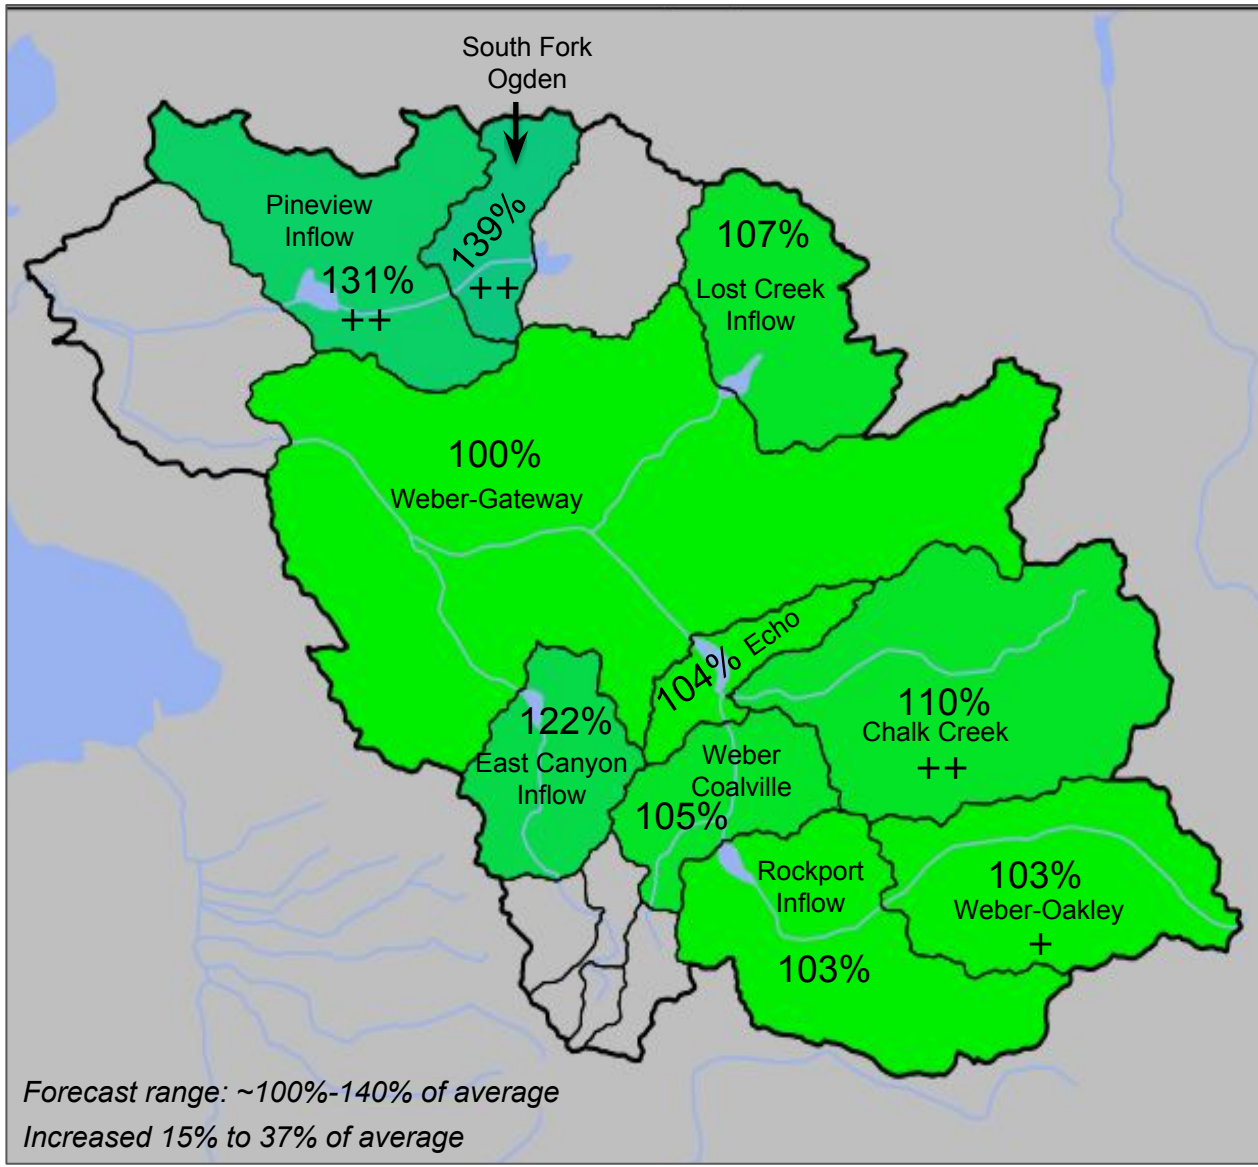 South Fork
Ogden
Pineview
Inflow
131%
++
139%
++
107%
Lost Creek
Inflow
100%
Weber-Gateway
104% Echo
122%
East Canyon
Inflow
Weber
Coalville
105%
110%
Chalk Creek
++
Rockport
Inflow
103%
103%
Weber-Oakley
+
Forecast range: ~100%-140% of average
Increased 15% to 37% of average